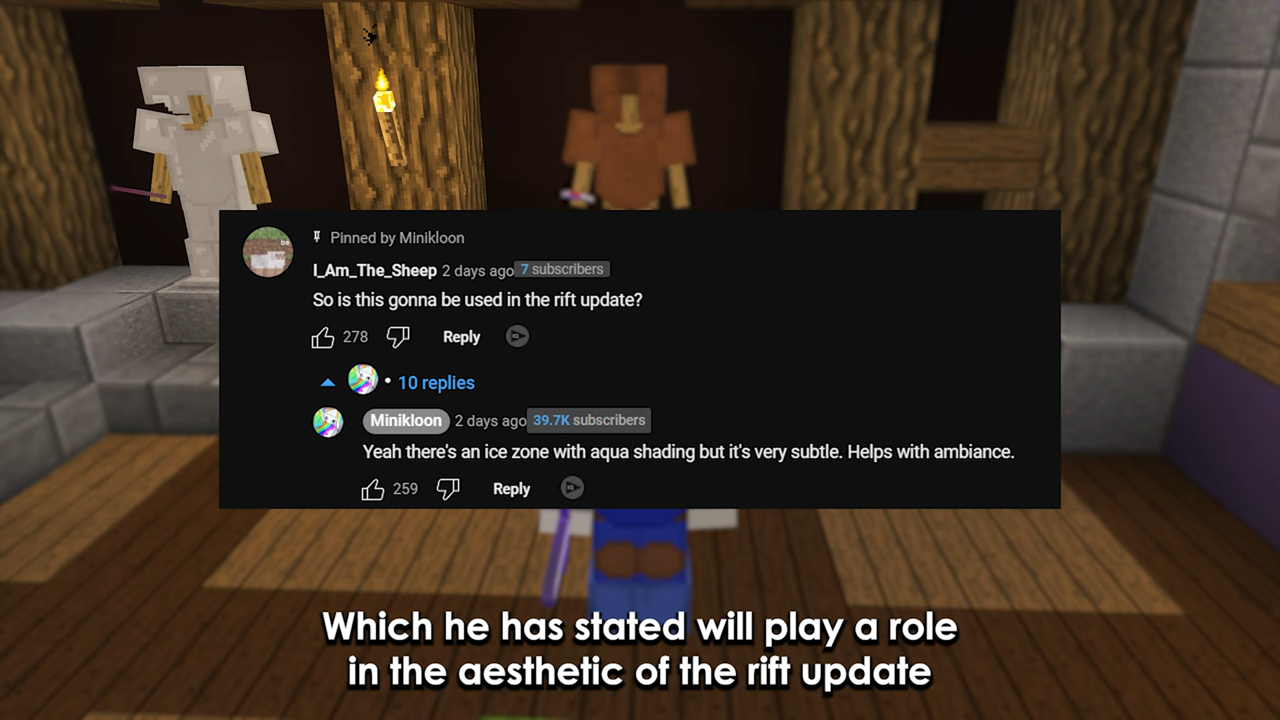 Pinned by Minikloon
I_Am_The_Sheep 2 days ago 7 subscribers
So is this gonna be used in the rift update?
278 Reply
• 10 replies
Minikloon 2 days ago 39.7K subscribers
Yeah there's an ice zone with aqua shading but it's very subtle. Helps with ambiance.
259 Reply
Which he has stated will play a role
in the aesthetic of the rift update